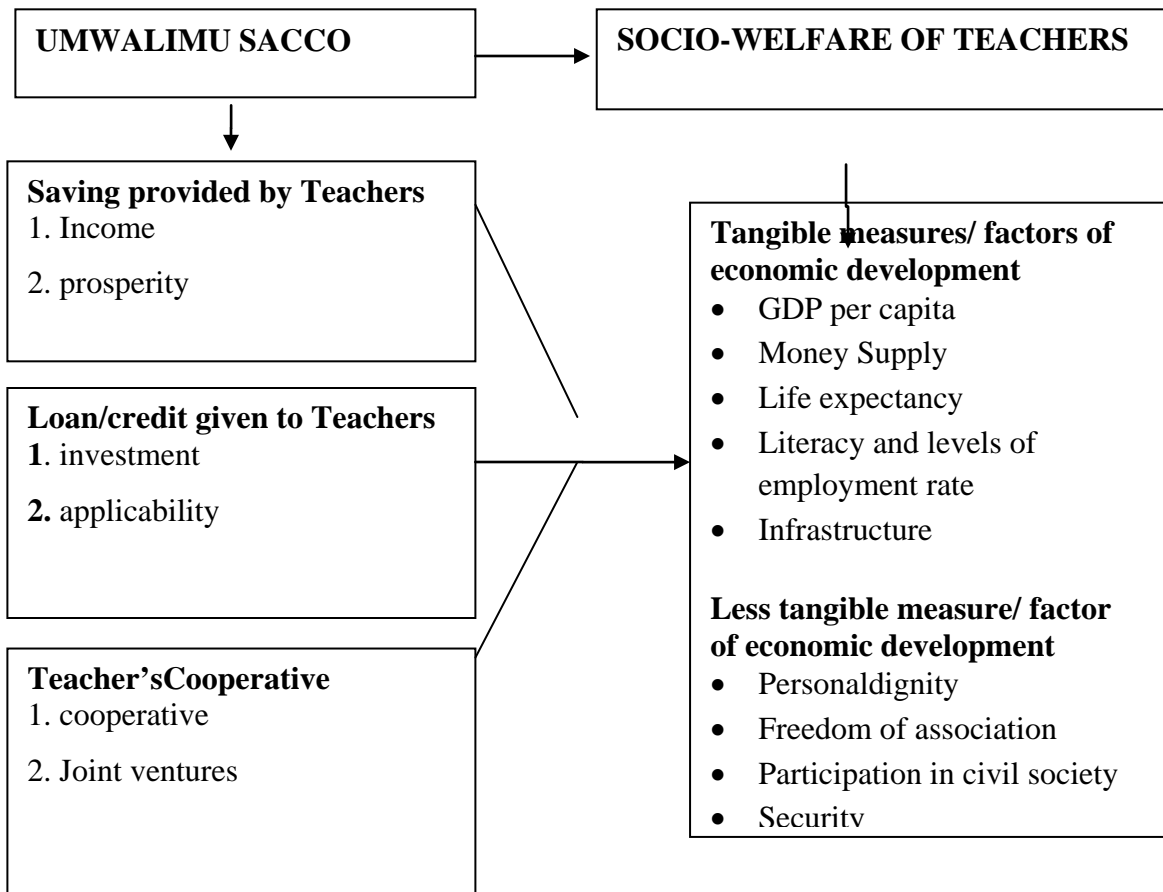 UMWALIMU SACCO
SOCIO-WELFARE OF TEACHERS
Saving provided by Teachers
1. Income
2. prosperity
Loan/credit given to Teachers
1. investment
2. applicability
Teacher'sCooperative
1. cooperative
2. Joint ventures
Tangible measures/ factors of
economic development
• GDP per capita
• Money Supply
• Life expectancy
• Literacy and levels of
employment rate
• Infrastructure
Less tangible measure/ factor
of economic development
• Personaldignity
• Freedom of association
• Participation in civil society
• Security